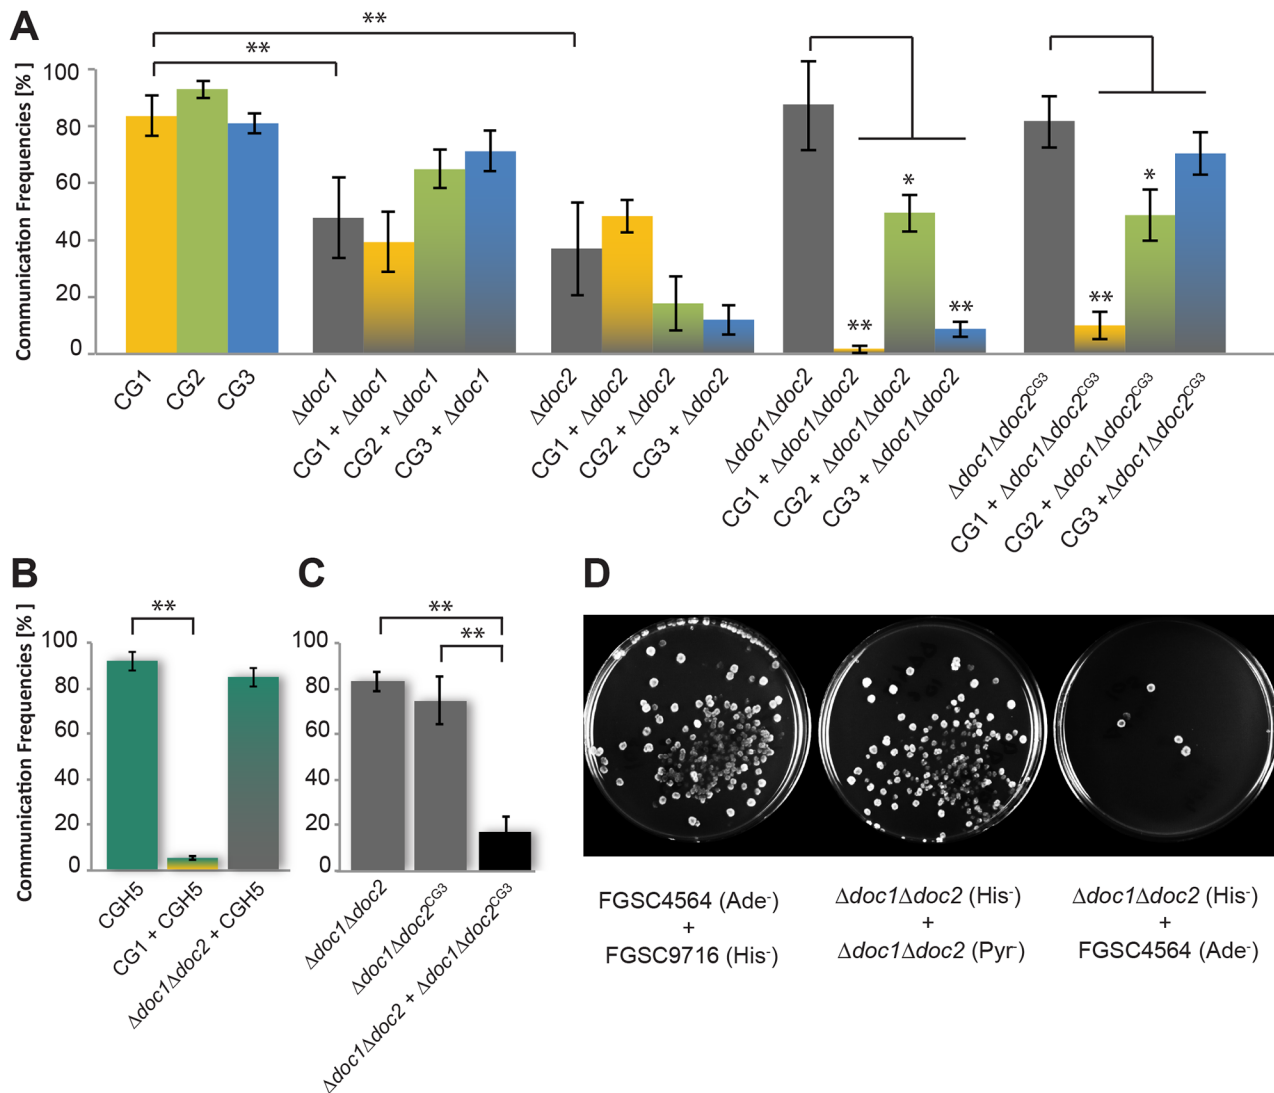 A
**
**
Communication Frequencies [% ]
100
80
60
40
20
0
**
*
**
**
*
CG1
CG2
CG3
Δdoc1
CG1 + Δdoc1
CG2 + Δdoc1
CG3 + Δdoc1
Δdoc2
CG1 + Δdoc2
CG2 + Δdoc2
CG3 + Δdoc2
Δdoc1Δdoc2
CG1 + Δdoc1Δdoc2
CG2 + Δdoc1Δdoc2
CG3 + Δdoc1Δdoc2
Δdoc1Δdoc2CG3
CG1 + Δdoc1Δdoc2CG3
CG2 + Δdoc1Δdoc2CG3
CG3 +Δdoc1Δdoc2CG3
B
Communication Frequencies [% ]
**
100
80
60
40
20
0
CGH5
CG1 + CGH5
Δdoc1Δdoc2 + CGH5
C
**
**
100
80
60
40
20
0
Δdoc1Δdoc2
Δdoc1Δdoc2CG3
Δdoc1Δdoc2 + Δdoc1Δdoc2CG3
D
FGSC4564 (Ade-)
+
FGSC9716 (His-)
Δdoc1Δdoc2 (His-)
+
Δdoc1Δdoc2 (Pyr-)
Δdoc1Δdoc2 (His-)
+
FGSC4564 (Ade-)